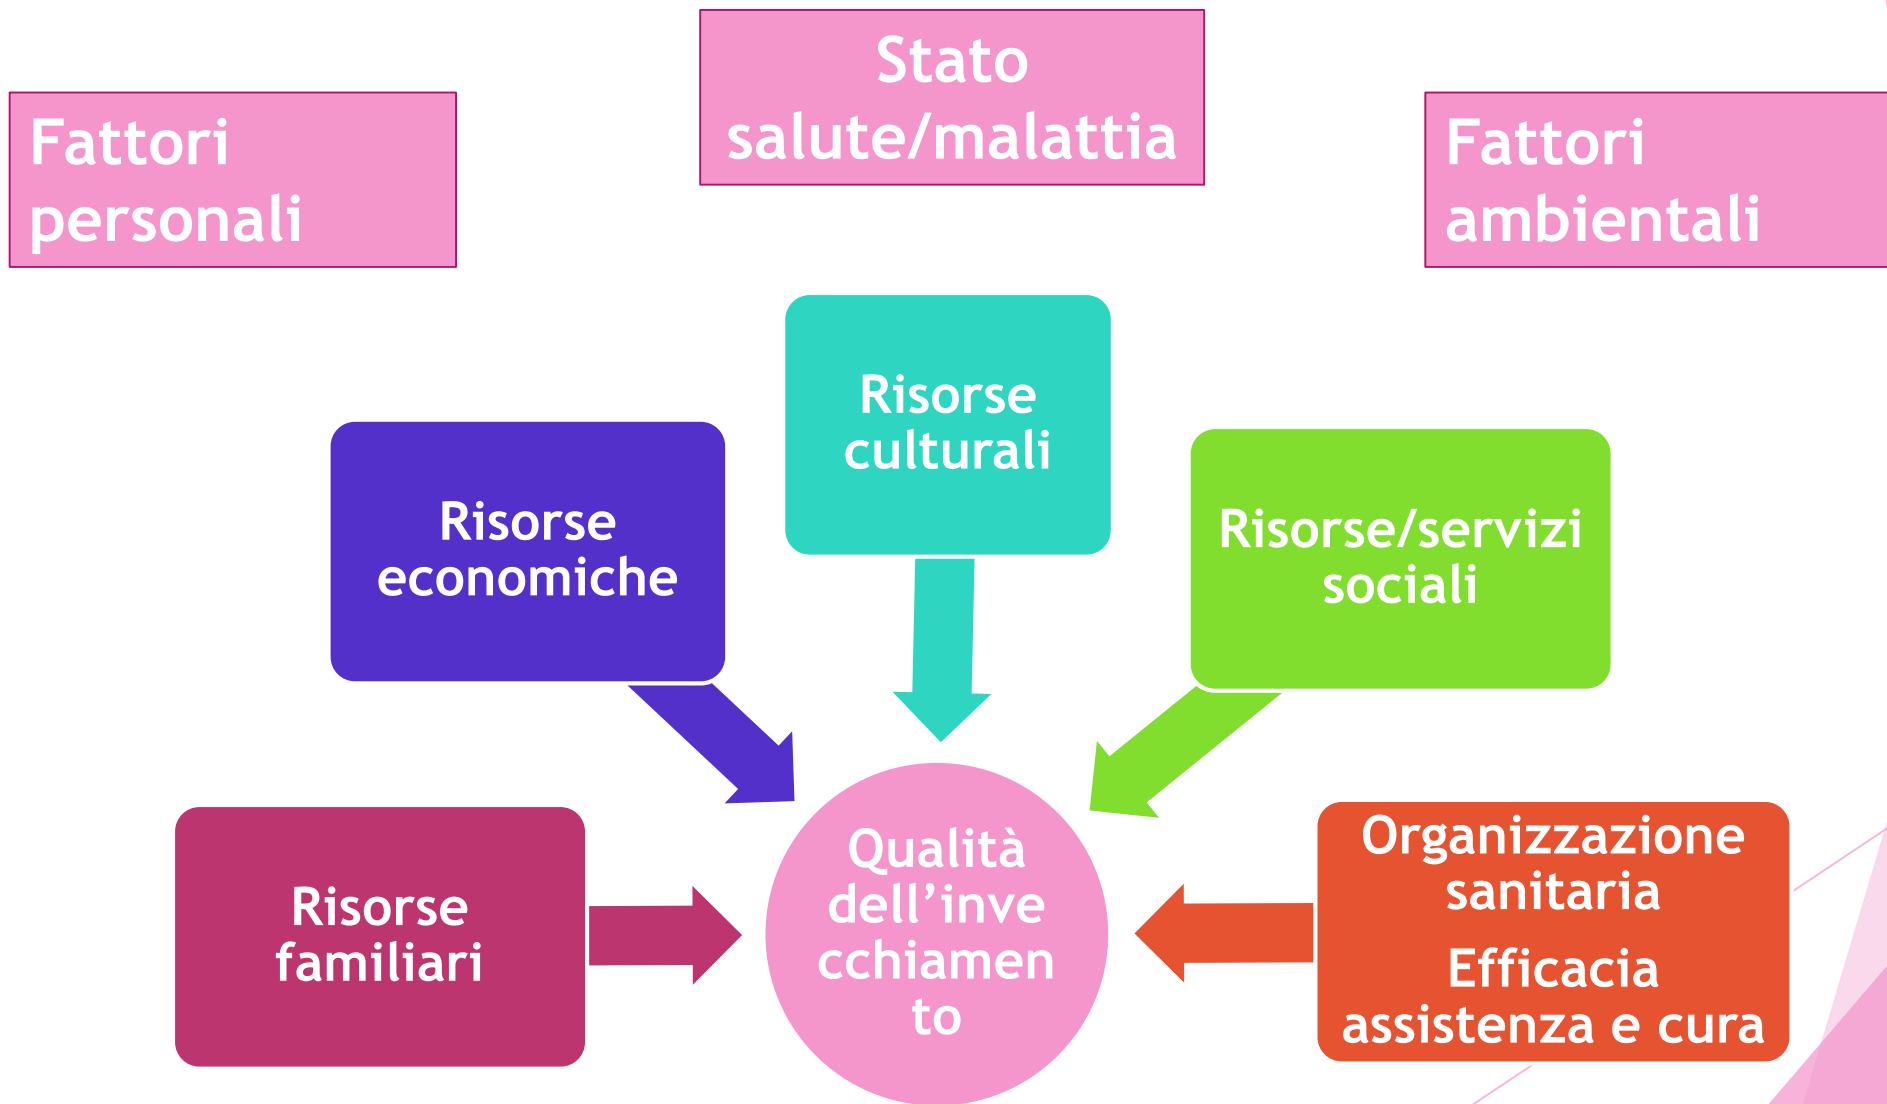 Stato
salute/malattia
Fattori
personali
Fattori
ambientali
Risorse
culturali
Risorse
economiche
Risorse/servizi
sociali
Risorse
familiari
Qualità
dell’inve
cchiamen
to
Organizzazione
sanitaria
Efficacia
assistenza e cura